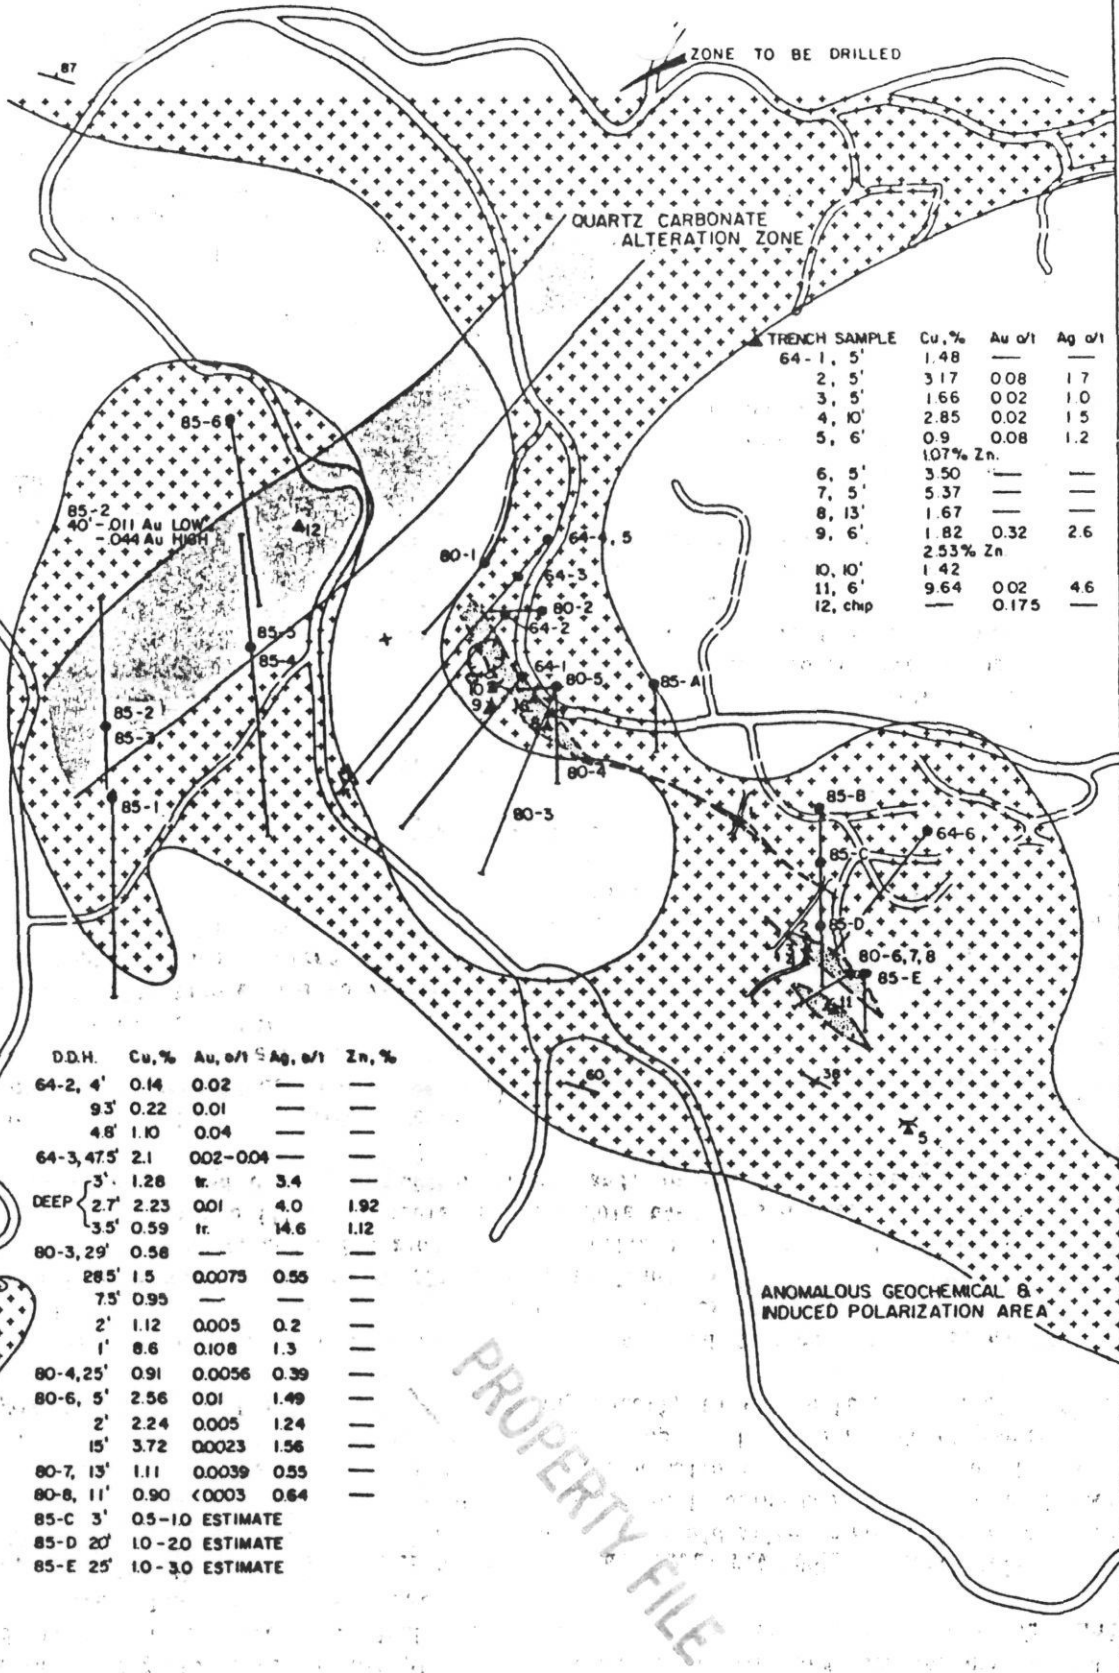 87
ZONE TO BE DRILLED
QUARTZ CARBONATE
ALTERATION ZONE
▲ TRENCH SAMPLE Cu,% Au o/t Ag o/t
64-1, 5' 1.48 — —
2, 5' 3.17 0.08 1.7
3, 5' 1.66 0.02 1.0
4, 10' 2.85 0.02 1.5
5, 6' 0.9 0.08 1.2
1.07% Zn.
6, 5' 3.50 — —
7, 5' 5.37 — —
8, 13' 1.67 — —
9, 6' 1.82 0.32 2.6
2.53% Zn
10, 10' 1.42
11, 6' 9.64 0.02 4.6
12, chip — 0.175 —
85-6
85-2
40'-.011 Au LOW
-.044 Au HIGH
12
80-1
64-4, 5
64-3
80-2
64-2
64-1
80-5
10
9
8
85-A
85-5
85-4
85-2
85-3
85-1
80-4
80-3
85-B
64-6
85-C
85-D
80-6,7,8
85-E
11
38
60
5
D.D.H. Cu,% Au, o/t Ag, o/t Zn, %
64-2, 4' 0.14 0.02 — —
9.3' 0.22 0.01 — —
4.8' 1.10 0.04 — —
64-3, 47.5' 2.1 0.02-0.04 — —
DEEP 3' 1.28 tr. 3.4 —
2.7' 2.23 0.01 4.0 1.92
3.5' 0.59 tr. 14.6 1.12
80-3, 29' 0.58 — — —
28.5' 1.5 0.0075 0.55 —
7.5' 0.95 — — —
2' 1.12 0.005 0.2 —
1' 8.6 0.108 1.3 —
80-4, 25' 0.91 0.0056 0.39 —
80-6, 5' 2.56 0.01 1.49 —
2' 2.24 0.005 1.24 —
15' 3.72 0.0023 1.56 —
80-7, 13' 1.11 0.0039 0.55 —
80-8, 11' 0.90 <0003 0.64 —
85-C 3' 0.5-1.0 ESTIMATE
85-D 20' 1.0-2.0 ESTIMATE
85-E 25' 1.0-3.0 ESTIMATE
ANOMALOUS GEOCHEMICAL &
INDUCED POLARIZATION AREA
PROPERTY FILE